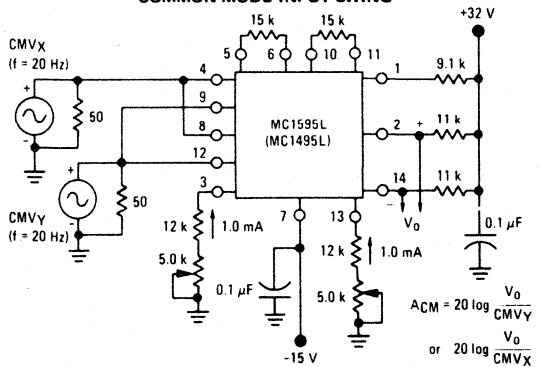 COMMON MODE INPUT SWING
+32 V
15 k
15 k
CMVX
(f = 20 Hz)
5
6
10
11
4
1
9.1 k
9
50
8
MC1595L
(MC1495L)
2
11 k
+
12
+
-
+
-
3
14
11 k
50
7
13
−
VO
CMVY
(f = 20 Hz)
12 k
1.0 mA
12 k
1.0 mA
0.1 μF
5.0 k
0.1 μF
5.0 k
ACM = 20 log VO
CMVY
or 20 log VO
CMVX
-15 V